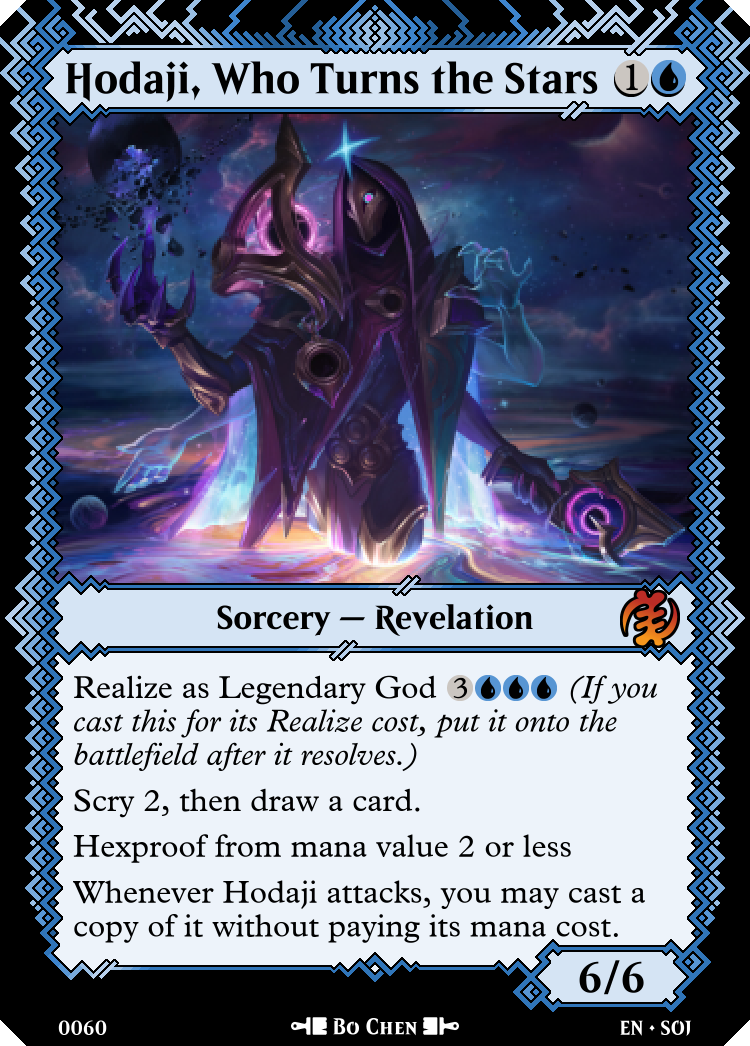 Hodaji, Who Turns the Stars 1
Sorcery — Revelation
Realize as Legendary God 3 (If you
cast this for its Realize cost, put it onto the
battlefield after it resolves.)
Scry 2, then draw a card.
Hexproof from mana value 2 or less
Whenever Hodaji attacks, you may cast a
copy of it without paying its mana cost.
6/6
0060
Bo Chen
EN • SOJ